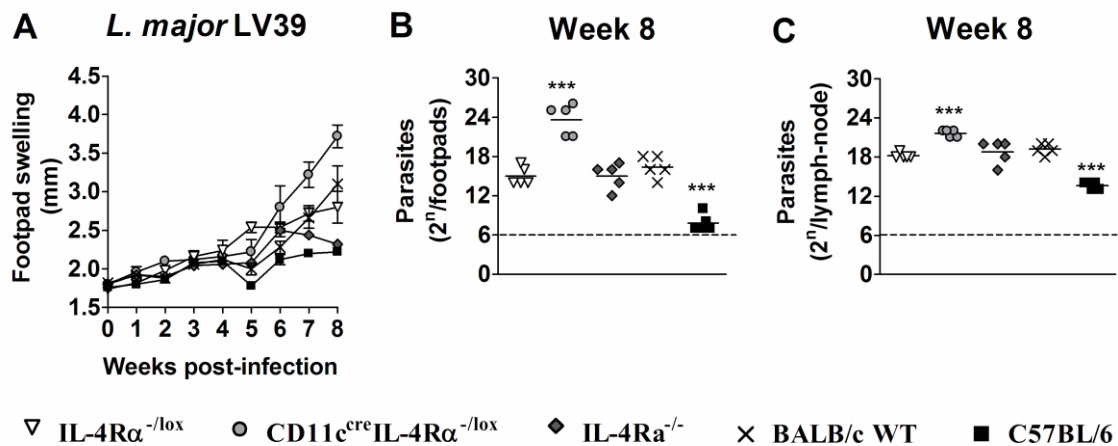 A
L. major LV39
Footpad swelling
(mm)
4.5
4.0
3.5
3.0
2.5
2.0
1.5
0 1 2 3 4 5 6 7 8
Weeks post-infection
B
Week 8
Parasites
(2ⁿ/footpads)
30
24
18
12
6
0
***
***
C
Week 8
Parasites
(2ⁿ/lymph-node)
30
24
18
12
6
0
***
***
IL-4Rα-/lox
CD11ccreIL-4Rα-/lox
IL-4Ra-/-
BALB/c WT
C57BL/6